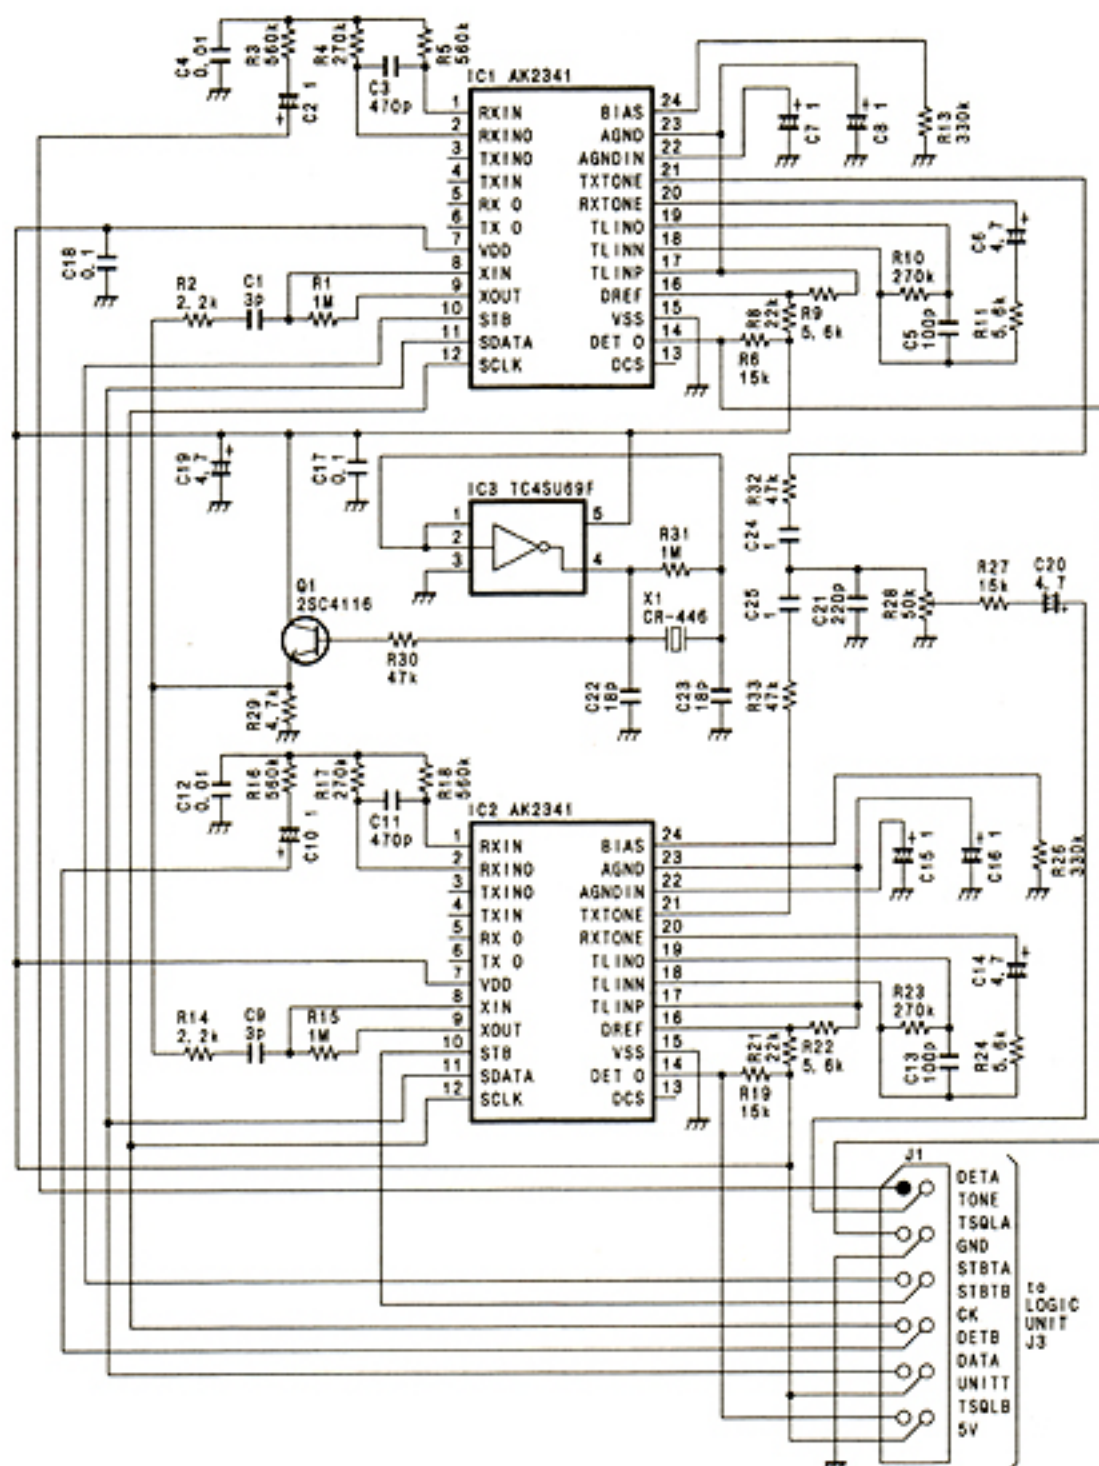 C4 0.01
R3 560k
R4 270k
R5 560k
C3 470p
C2 1
IC1 AK2341
1 RXIN
2 RXINO
3 TXINO
4 TXIN
5 RX O
6 TX O
7 VDD
8 XIN
9 XOUT
10 STB
11 SDATA
12 SCLK
BIAS 24
AGND 23
AGNDIN 22
TXTONE 21
RXTONE 20
TLINO 19
TLINN 18
TLINP 17
DREF 16
VSS 15
DET O 14
DCS 13
C7 1
C8 1
R13 330k
C6 4.7
R10 270k
C5 100p
R11 5.6k
R8 22k
R9 5.6k
R6 15k
C18 0.1
R2 2.2k
C1 3p
R1 1M
C19 4.7
C17 0.1
IC3 TC4SU69F
1
2
3
5
4
R31 1M
X1 CR-446
R32 47k
C24 1
C25 1
C21 220p
R28 50k
R27 15k
C20 4.7
Q1 2SC4116
R30 47k
C22 18p
C23 18p
R33 47k
R29 4.7k
C12 0.01
R16 560k
R17 270k
R18 560k
C11 470p
C10 1
IC2 AK2341
1 RXIN
2 RXINO
3 TXINO
4 TXIN
5 RX O
6 TX O
7 VDD
8 XIN
9 XOUT
10 STB
11 SDATA
12 SCLK
BIAS 24
AGND 23
AGNDIN 22
TXTONE 21
RXTONE 20
TLINO 19
TLINN 18
TLINP 17
DREF 16
VSS 15
DET O 14
DCS 13
C15 1
C16 1
330k
C14 4.7
R23 270k
C13 100p
R24 5.6k
R21 22k
R22 5.6k
R19 15k
R14 2.2k
C9 3p
R15 1M
J1
DETA
TONE
TSQLA
GND
STBTA
STBTB
CK
DETB
DATA
UNITT
TSQLB
5V
to
LOGIC
UNIT
J3